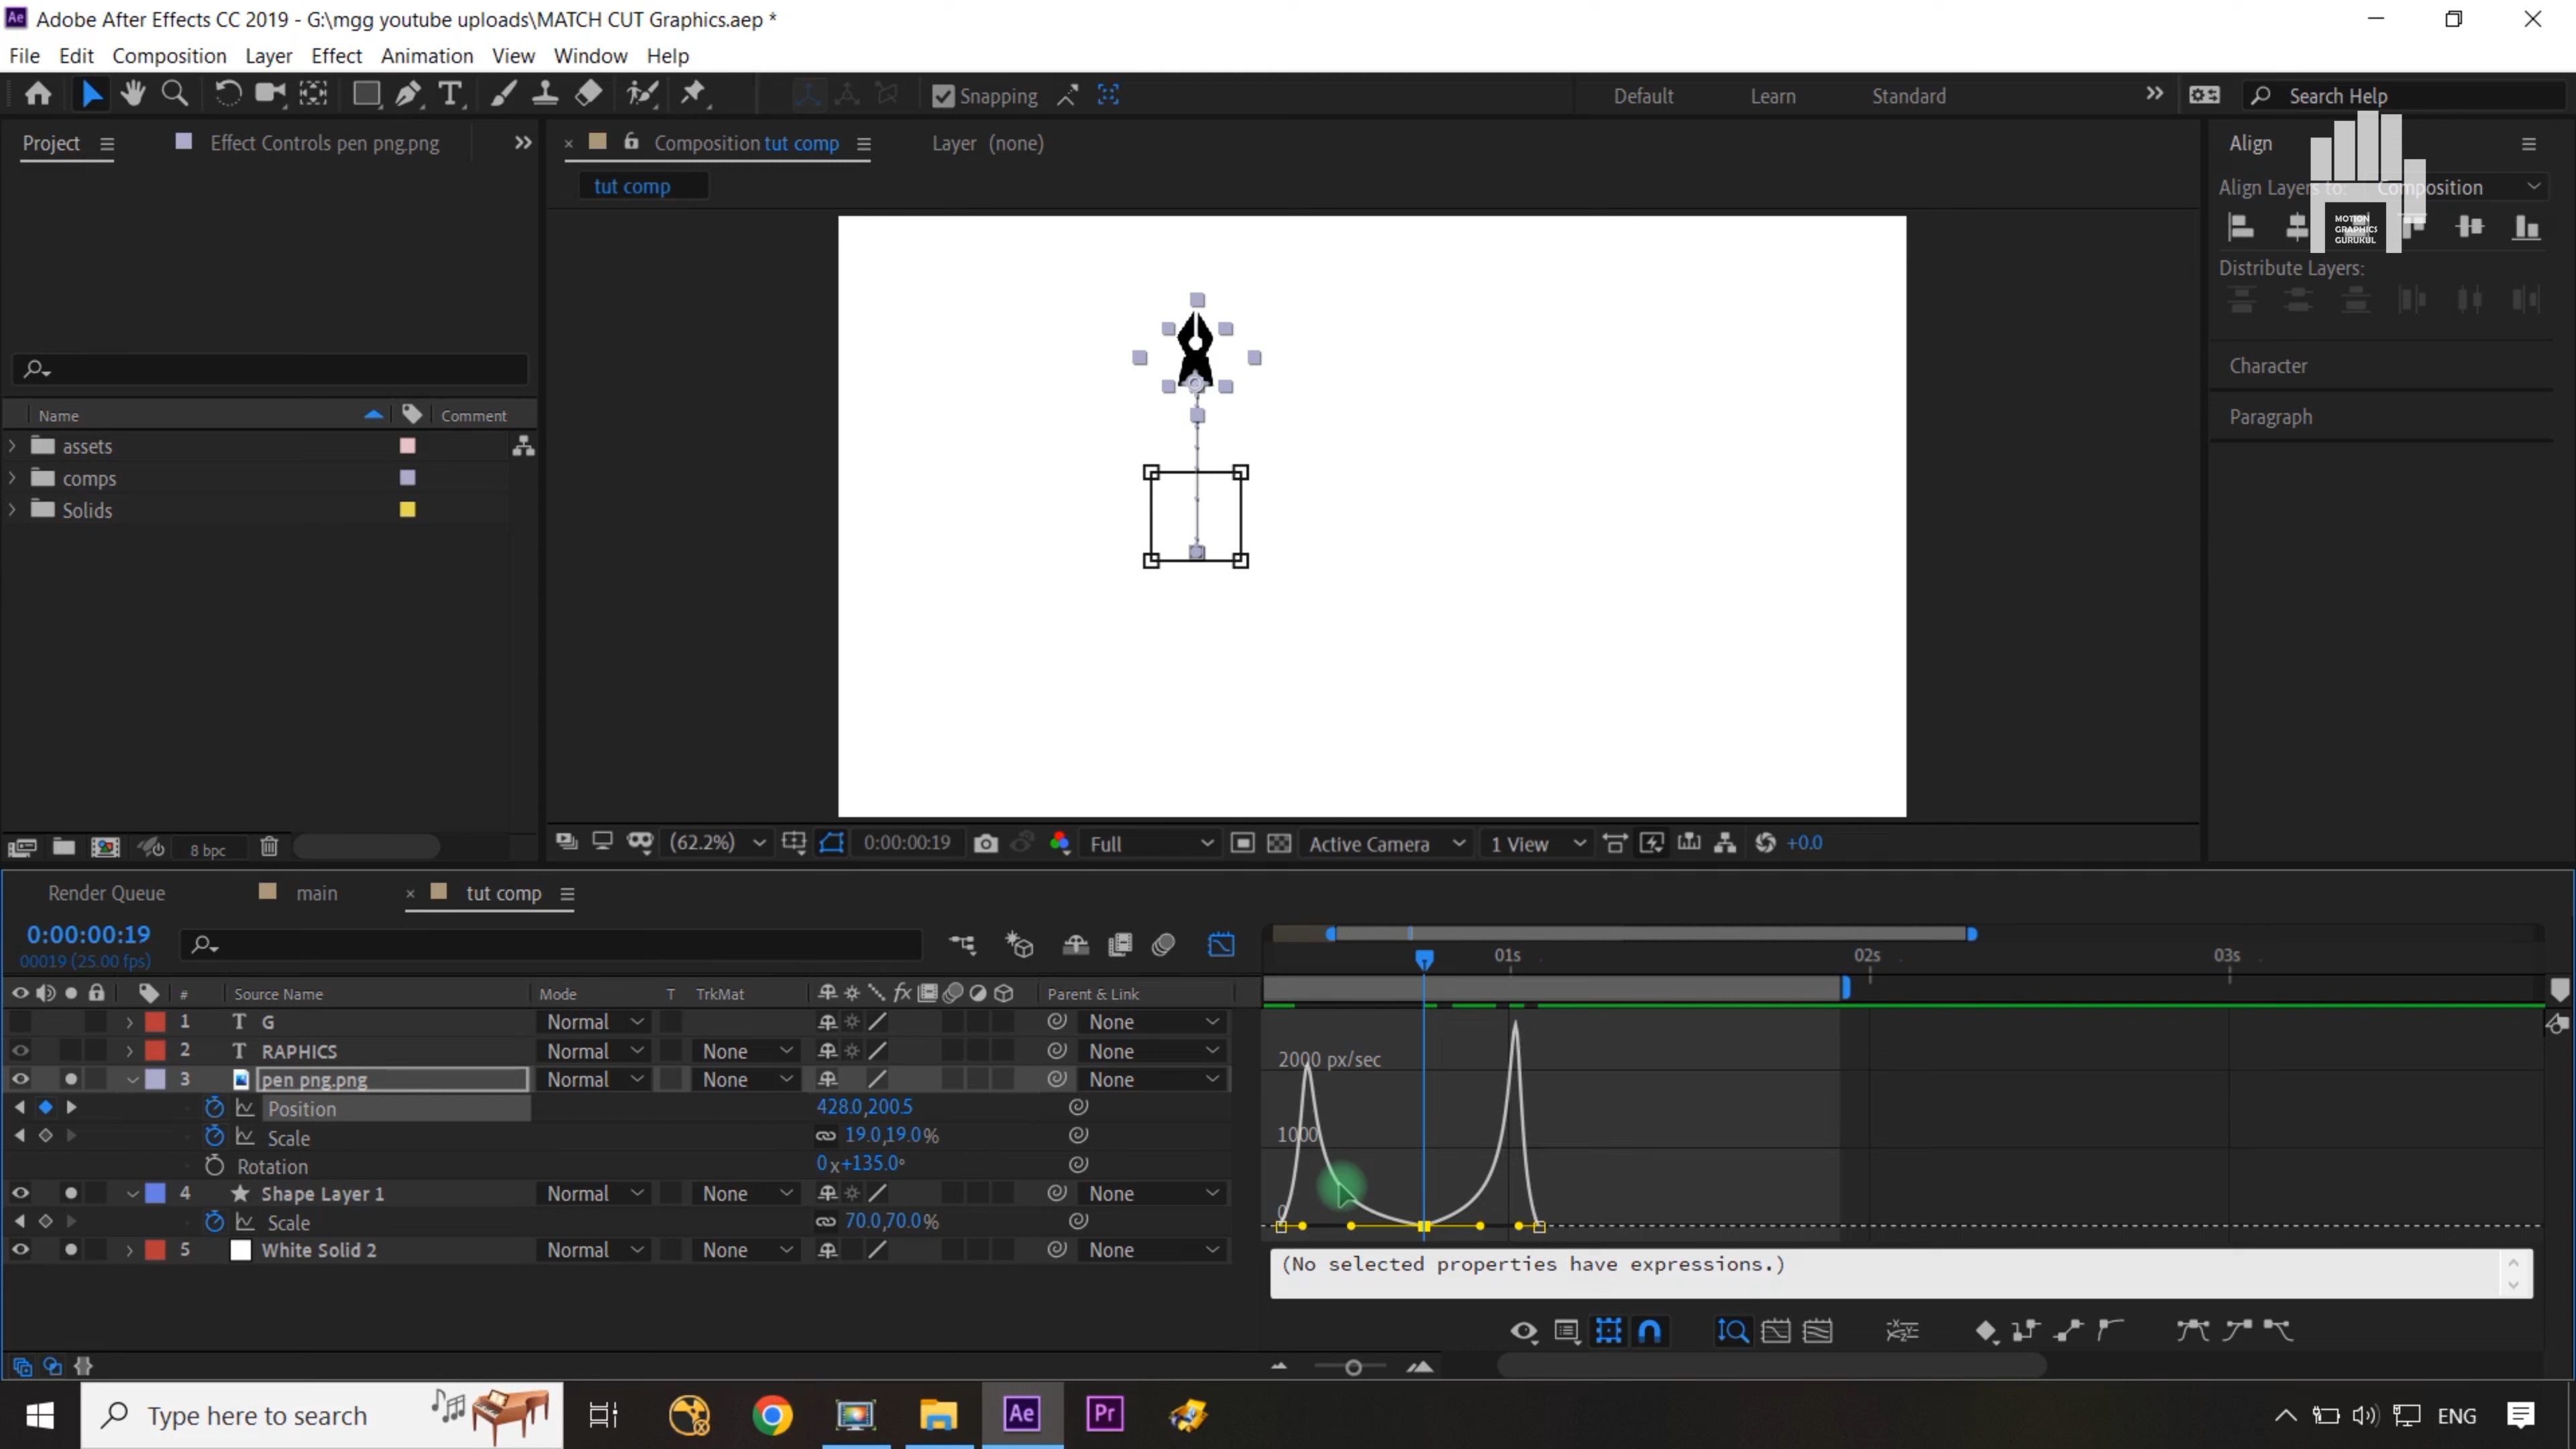 Ae Adobe After Effects CC 2019 - G:\mgg youtube uploads\MATCH CUT Graphics.aep *
File Edit Composition Layer Effect Animation View Window Help
T Snapping Default Learn Standard Search Help
Project Effect Controls pen png.png
Composition tut comp Layer (none)
Align
tut comp
Align Layers to: Composition
MOTION
GRAPHICS
GURUKUL
Distribute Layers:
Character
Paragraph
Name Comment
assets
comps
Solids
8 bpc
(62.2%) 0:00:00:19 Full Active Camera 1 View +0.0
Render Queue main tut comp
0:00:00:19
00019 (25.00 fps)
01s 02s 03s
# Source Name Mode T TrkMat fx Parent & Link
1 T G Normal None
2 T RAPHICS Normal None None
3 pen png.png Normal None None
Position 428.0,200.5
Scale 19.0,19.0%
Rotation 0x+135.0°
4 Shape Layer 1 Normal None None
Scale 70.0,70.0%
5 White Solid 2 Normal None None
2000 px/sec
1000
0
(No selected properties have expressions.)
Type here to search Ae Pr ENG